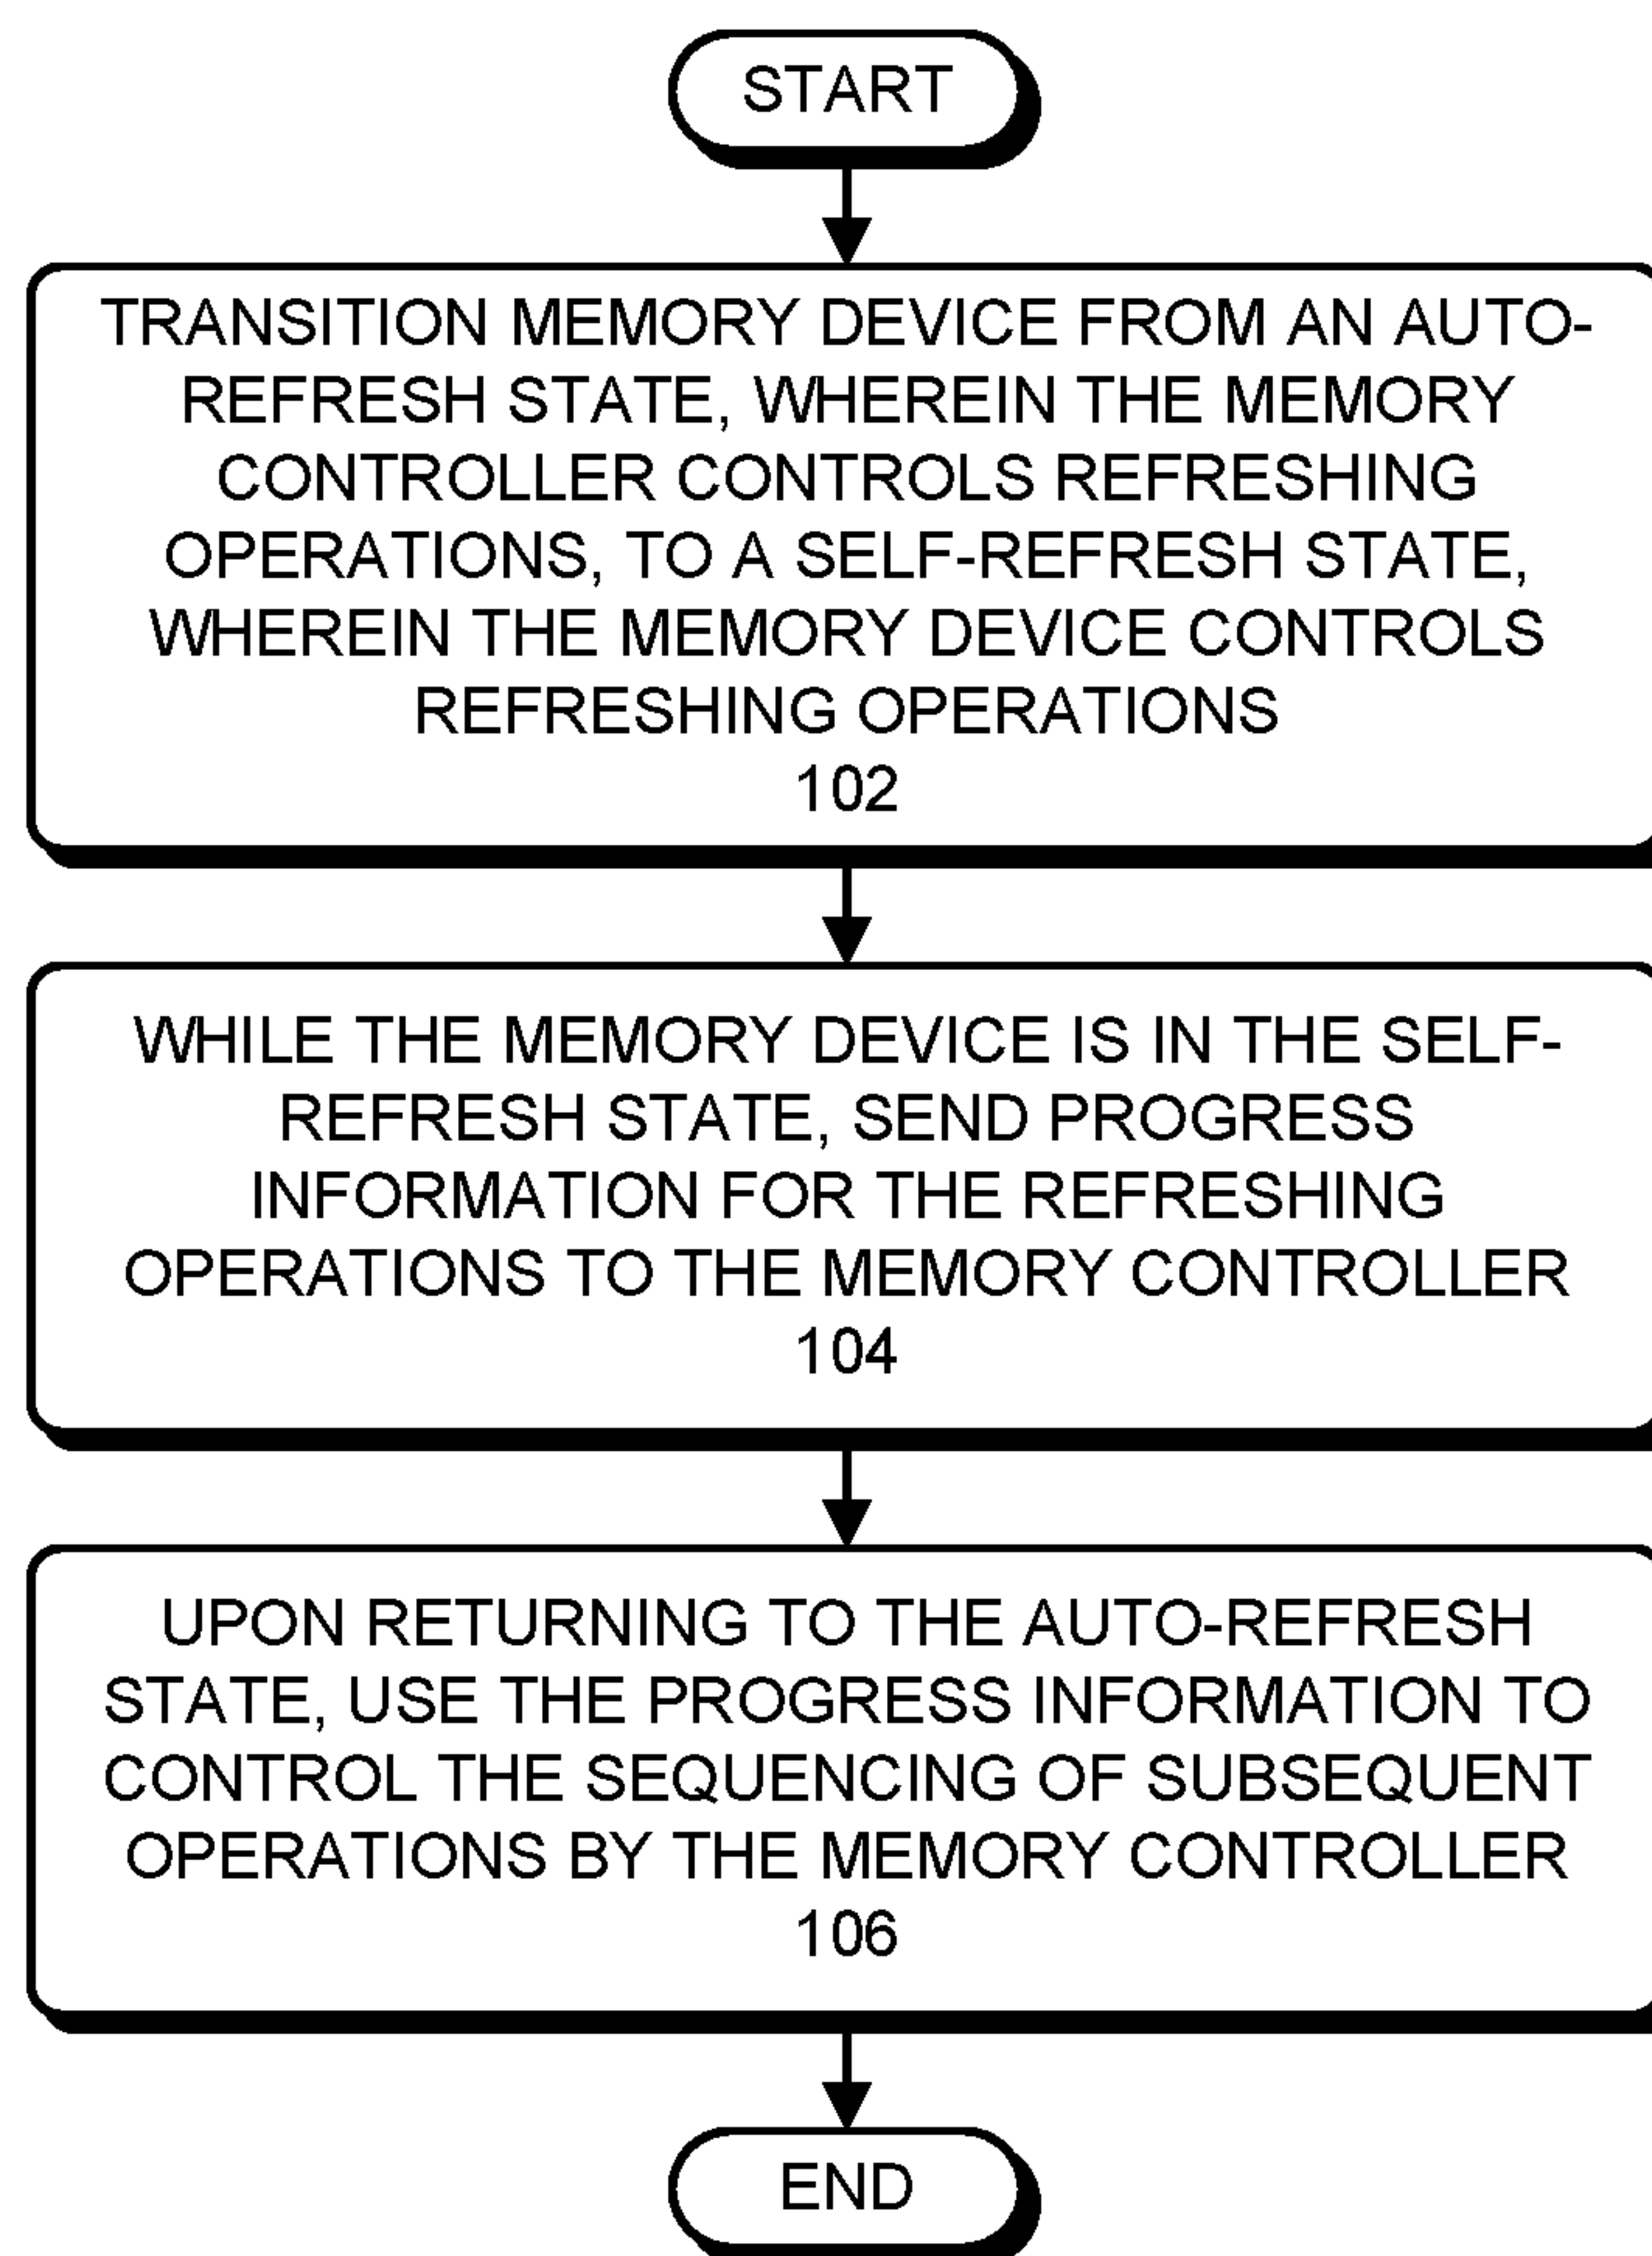 START
TRANSITION MEMORY DEVICE FROM AN AUTO-
REFRESH STATE, WHEREIN THE MEMORY
CONTROLLER CONTROLS REFRESHING
OPERATIONS, TO A SELF-REFRESH STATE,
WHEREIN THE MEMORY DEVICE CONTROLS
REFRESHING OPERATIONS
102
WHILE THE MEMORY DEVICE IS IN THE SELF-
REFRESH STATE, SEND PROGRESS
INFORMATION FOR THE REFRESHING
OPERATIONS TO THE MEMORY CONTROLLER
104
UPON RETURNING TO THE AUTO-REFRESH
STATE, USE THE PROGRESS INFORMATION TO
CONTROL THE SEQUENCING OF SUBSEQUENT
OPERATIONS BY THE MEMORY CONTROLLER
106
END